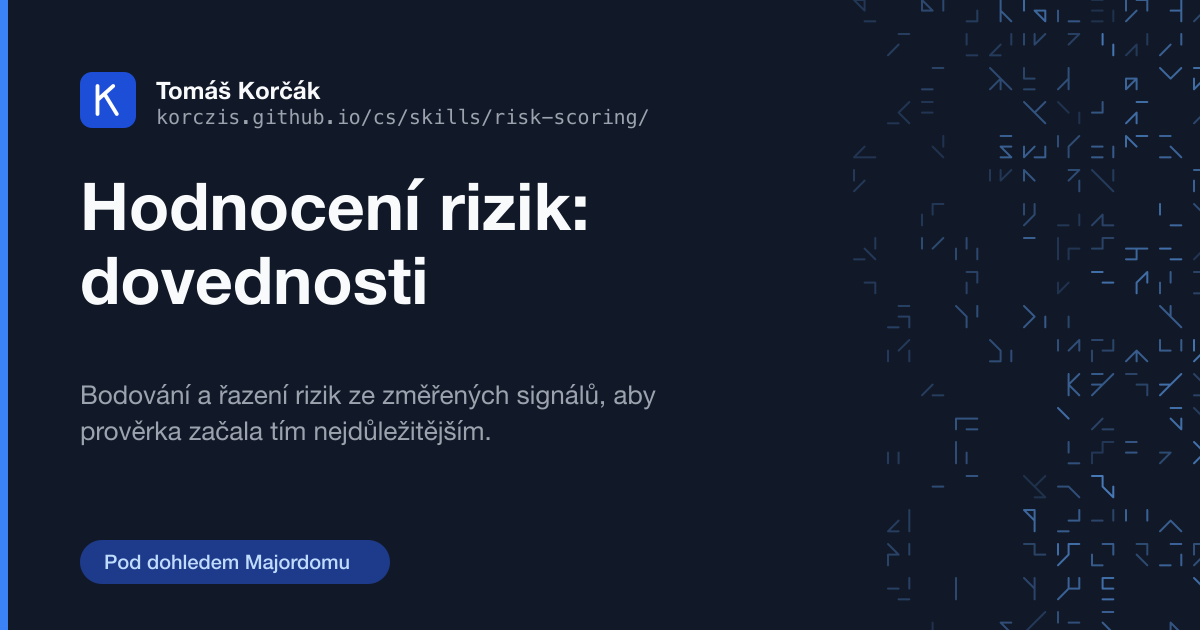 Tomáš Korčák
korczis.github.io/cs/skills/risk-scoring/
Hodnocení rizik:
dovednosti
Bodování a řazení rizik ze změřených signálů, aby
prověrka začala tím nejdůležitějším.
Pod dohledem Majordomu